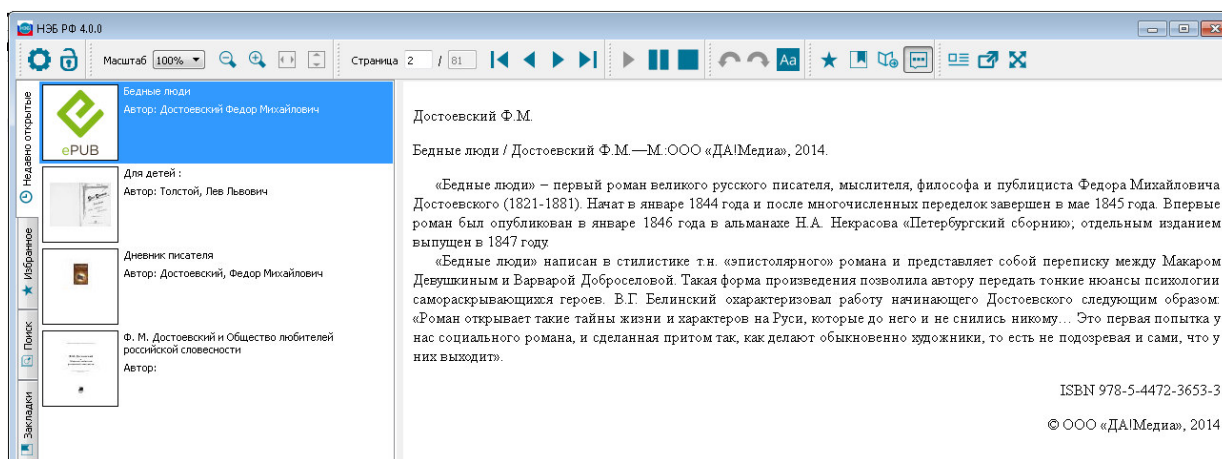 НЭБ РФ 4.0.0
Масштаб 100% Страница 2 / 81 Aa
Недавно открытые
Избранное
Поиск
Закладки
ePUB
Бедные люди
Автор: Достоевский Федор Михайлович
Для детей :
Автор: Толстой, Лев Львович
Дневник писателя
Автор: Достоевский, Федор Михайлович
Ф. М. Достоевский и Общество любителей
российской словесности
Автор:
Достоевский Ф.М.
Бедные люди / Достоевский Ф.М.—М.:ООО «ДА!Медиа», 2014.
«Бедные люди» – первый роман великого русского писателя, мыслителя, философа и публициста Федора Михайловича
Достоевского (1821-1881). Начат в январе 1844 года и после многочисленных переделок завершен в мае 1845 года. Впервые
роман был опубликован в январе 1846 года в альманахе Н.А. Некрасова «Петербургский сборник»; отдельным изданием
выпущен в 1847 году.
«Бедные люди» написан в стилистике т.н. «эпистолярного» романа и представляет собой переписку между Макаром
Девушкиным и Варварой Доброселовой. Такая форма произведения позволила автору передать тонкие нюансы психологии
самораскрывающихся героев. В.Г. Белинский охарактеризовал работу начинающего Достоевского следующим образом:
«Роман открывает такие тайны жизни и характеров на Руси, которые до него и не снились никому… Это первая попытка у
нас социального романа, и сделанная притом так, как делают обыкновенно художники, то есть не подозревая и сами, что у
них выходит».
ISBN 978-5-4472-3653-3
© ООО «ДА!Медиа», 2014